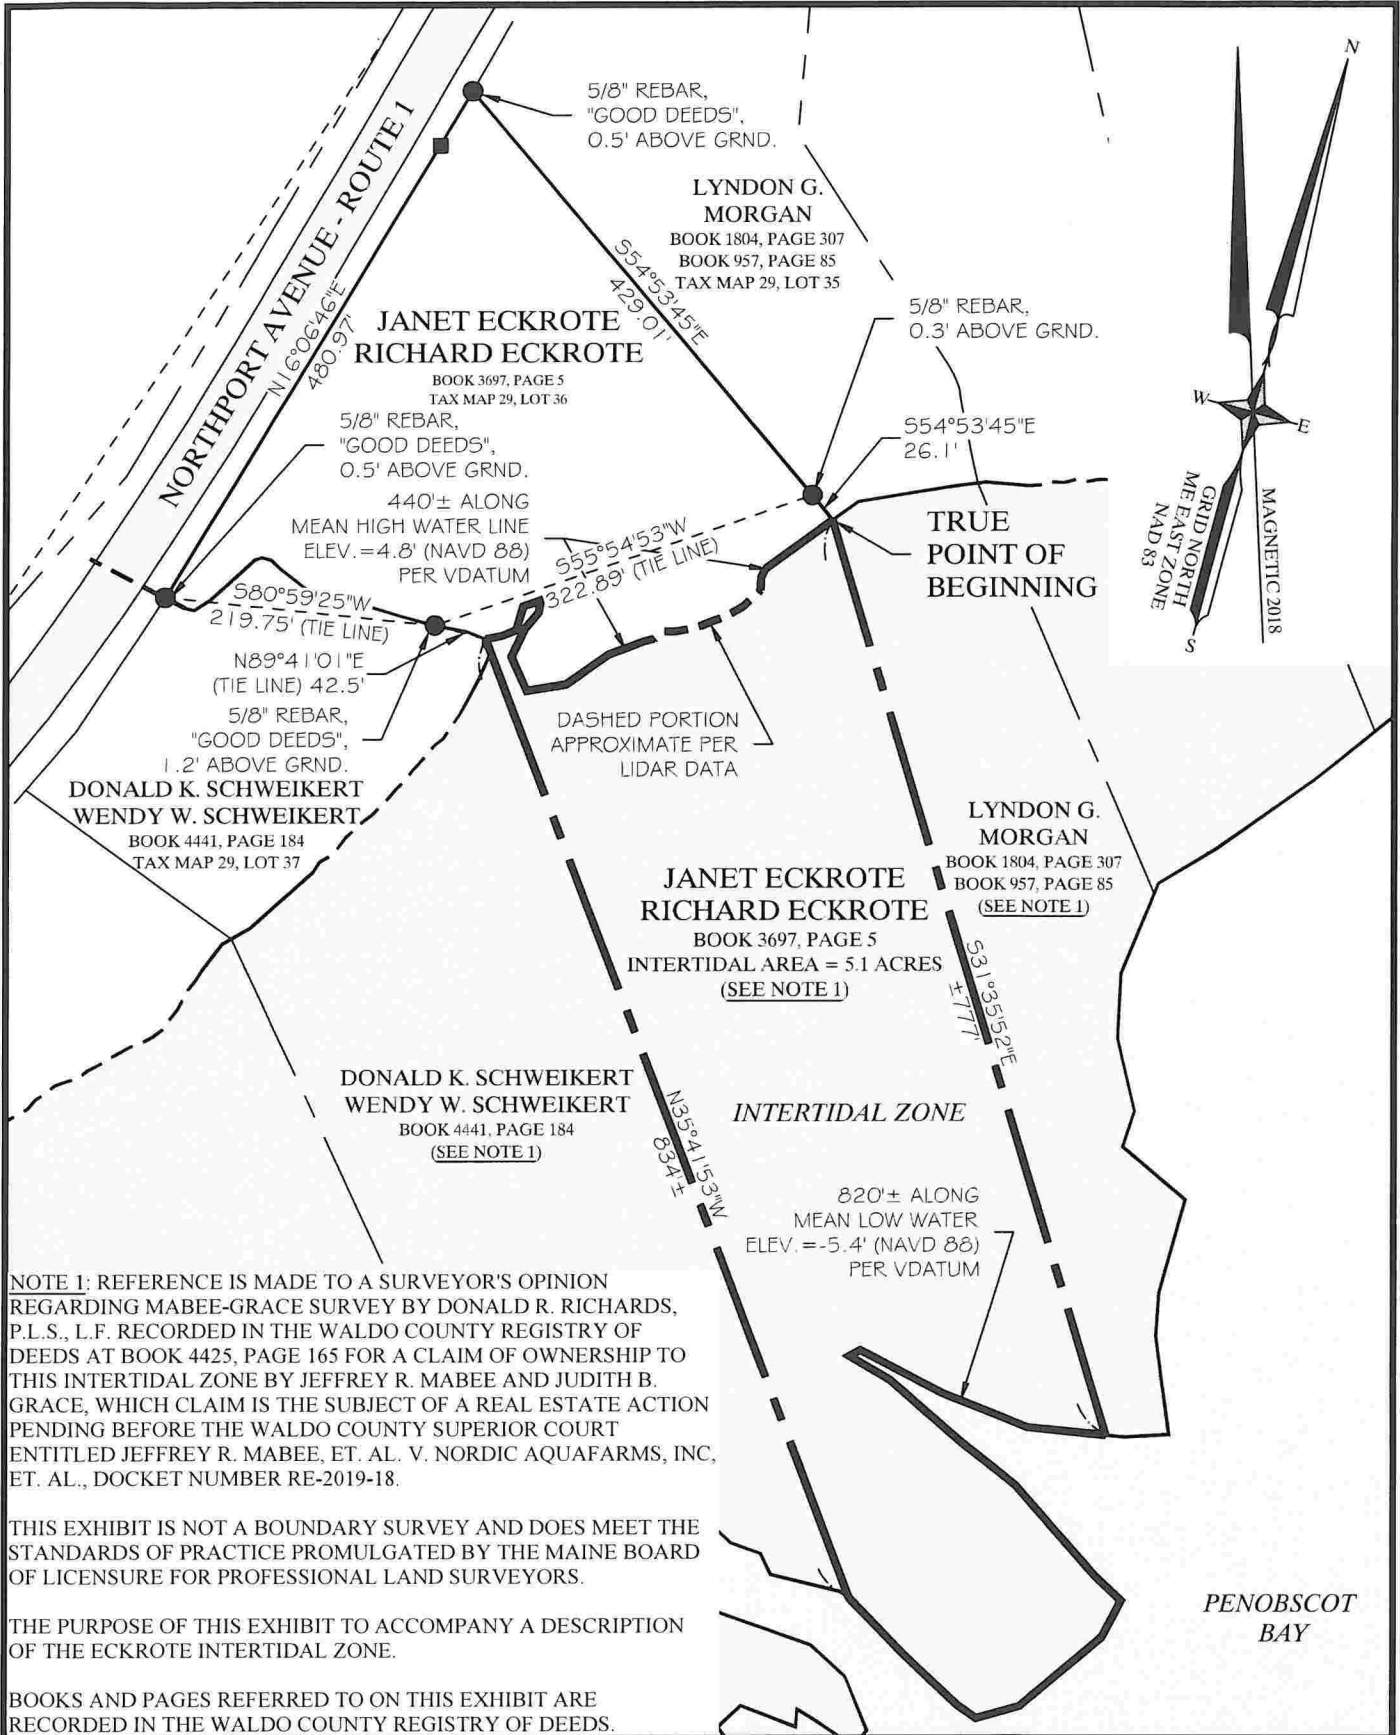 5/8" REBAR,
"GOOD DEEDS",
0.5' ABOVE GRND.
NORTHPORT AVENUE - ROUTE 1
N16°06'46"E
480.97'
LYNDON G.
MORGAN
BOOK 1804, PAGE 307
BOOK 957, PAGE 85
TAX MAP 29, LOT 35
S54°53'45"E
429.01'
JANET ECKROTE
RICHARD ECKROTE
BOOK 3697, PAGE 5
TAX MAP 29, LOT 36
5/8" REBAR,
0.3' ABOVE GRND.
S54°53'45"E
26.1'
N
W
E
S
GRID NORTH
ME EAST ZONE
NAD 83
MAGNETIC 2018
5/8" REBAR,
"GOOD DEEDS",
0.5' ABOVE GRND.
440'± ALONG
MEAN HIGH WATER LINE
ELEV.=4.8' (NAVD 88)
PER VDATUM
S55°54'53"W
322.89' (TIE LINE)
TRUE
POINT OF
BEGINNING
S80°59'25"W
219.75' (TIE LINE)
N89°41'01"E
(TIE LINE) 42.5'
5/8" REBAR,
"GOOD DEEDS",
1.2' ABOVE GRND.
DASHED PORTION
APPROXIMATE PER
LIDAR DATA
DONALD K. SCHWEIKERT
WENDY W. SCHWEIKERT
BOOK 4441, PAGE 184
TAX MAP 29, LOT 37
LYNDON G.
MORGAN
BOOK 1804, PAGE 307
BOOK 957, PAGE 85
(SEE NOTE 1)
JANET ECKROTE
RICHARD ECKROTE
BOOK 3697, PAGE 5
INTERTIDAL AREA = 5.1 ACRES
(SEE NOTE 1)
S31°35'52"E
±777'
DONALD K. SCHWEIKERT
WENDY W. SCHWEIKERT
BOOK 4441, PAGE 184
(SEE NOTE 1)
N35°41'53"W
834'±
INTERTIDAL ZONE
820'± ALONG
MEAN LOW WATER
ELEV.=-5.4' (NAVD 88)
PER VDATUM
NOTE 1: REFERENCE IS MADE TO A SURVEYOR'S OPINION
REGARDING MABEE-GRACE SURVEY BY DONALD R. RICHARDS,
P.L.S., L.F. RECORDED IN THE WALDO COUNTY REGISTRY OF
DEEDS AT BOOK 4425, PAGE 165 FOR A CLAIM OF OWNERSHIP TO
THIS INTERTIDAL ZONE BY JEFFREY R. MABEE AND JUDITH B.
GRACE, WHICH CLAIM IS THE SUBJECT OF A REAL ESTATE ACTION
PENDING BEFORE THE WALDO COUNTY SUPERIOR COURT
ENTITLED JEFFREY R. MABEE, ET. AL. V. NORDIC AQUAFARMS, INC,
ET. AL., DOCKET NUMBER RE-2019-18.
THIS EXHIBIT IS NOT A BOUNDARY SURVEY AND DOES MEET THE
STANDARDS OF PRACTICE PROMULGATED BY THE MAINE BOARD
OF LICENSURE FOR PROFESSIONAL LAND SURVEYORS.
THE PURPOSE OF THIS EXHIBIT TO ACCOMPANY A DESCRIPTION
OF THE ECKROTE INTERTIDAL ZONE.
BOOKS AND PAGES REFERRED TO ON THIS EXHIBIT ARE
RECORDED IN THE WALDO COUNTY REGISTRY OF DEEDS.
PENOBSCOT
BAY